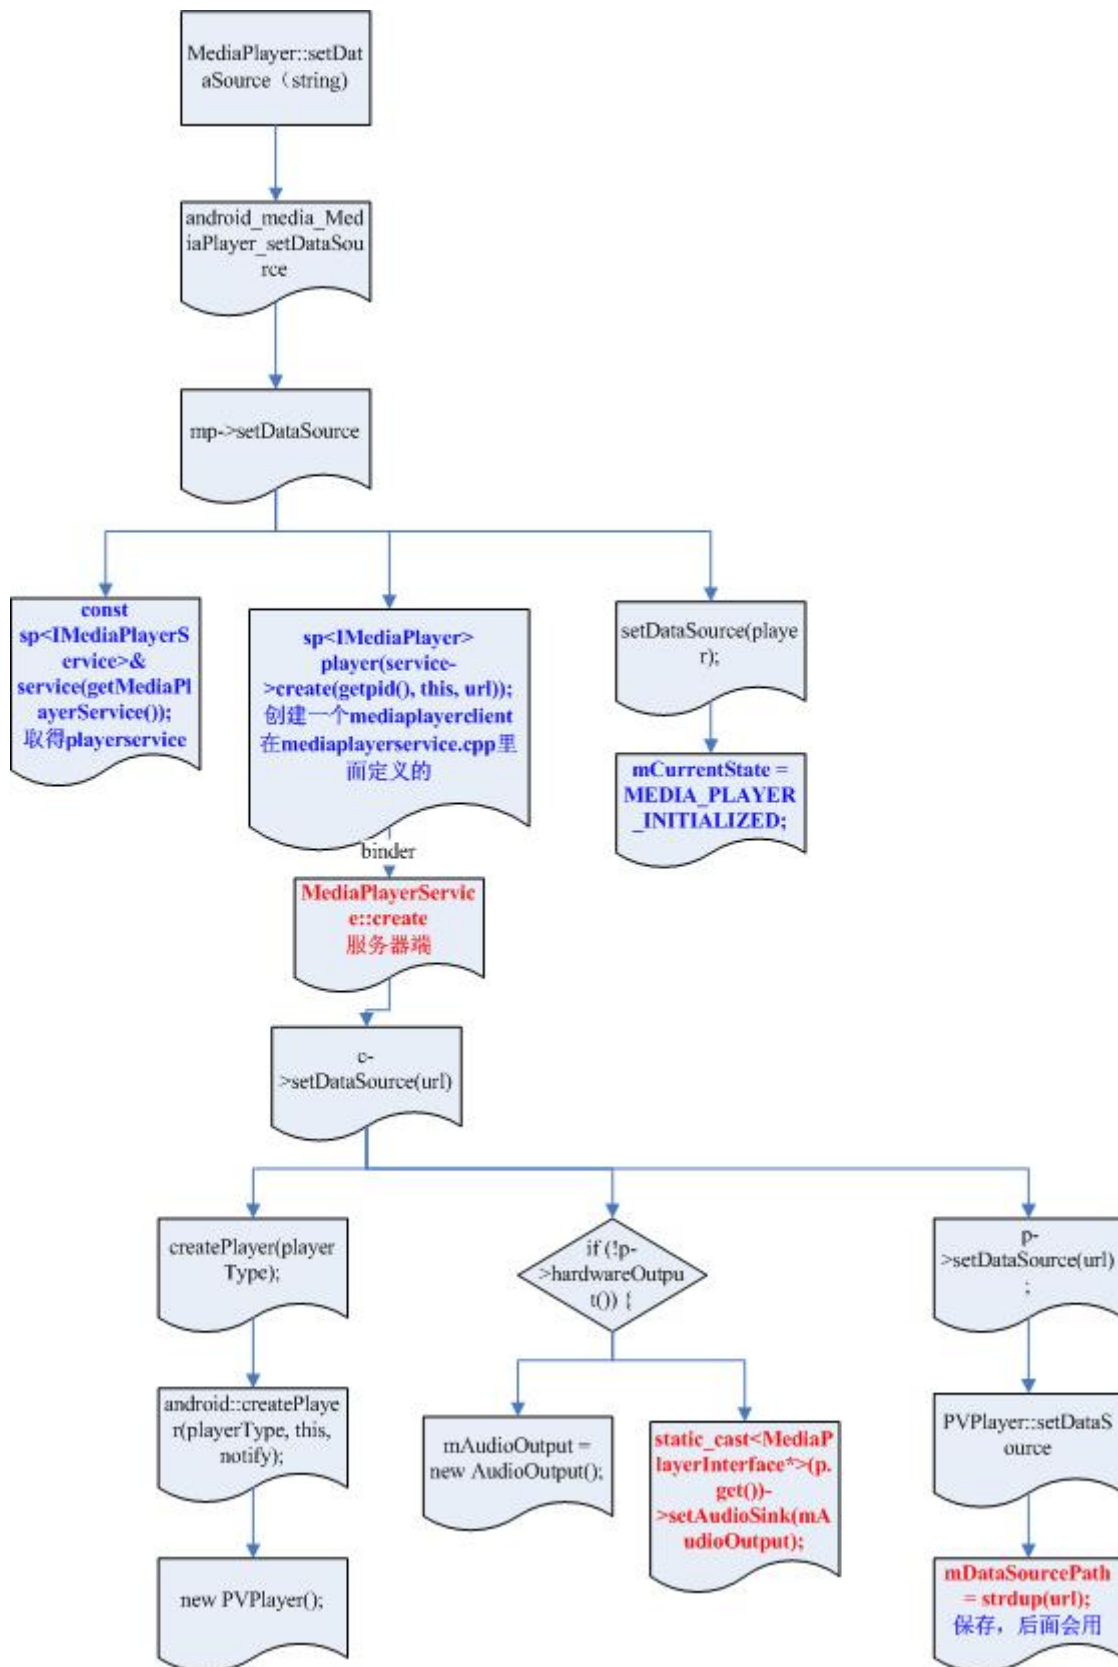 MediaPlayer::setDat
aSource（string)
android_media_Med
iaPlayer_setDataSou
rce
mp->setDataSource
const
sp<IMediaPlayerS
ervice>&
service(getMediaPl
ayerService());
取得playerservice
sp<IMediaPlayer>
player(service-
>create(getpid(), this, url));
创建一个mediaplayerclient
在mediaplayerservice.cpp里
面定义的
setDataSource(playe
r);
mCurrentState =
MEDIA_PLAYER
_INITIALIZED;
binder
MediaPlayerServic
e::create
服务器端
c-
>setDataSource(url)
createPlayer(player
Type);
if (!p-
>hardwareOutpu
t()) {
p-
>setDataSource(url)
;
android::createPlaye
r(playerType, this,
notify);
mAudioOutput =
new AudioOutput();
static_cast<MediaP
layerInterface*>(p.
get())-
>setAudioSink(mA
udioOutput);
PVPlayer::setDataS
ource
new PVPlayer();
mDataSourcePath
= strdup(url);
保存，后面会用